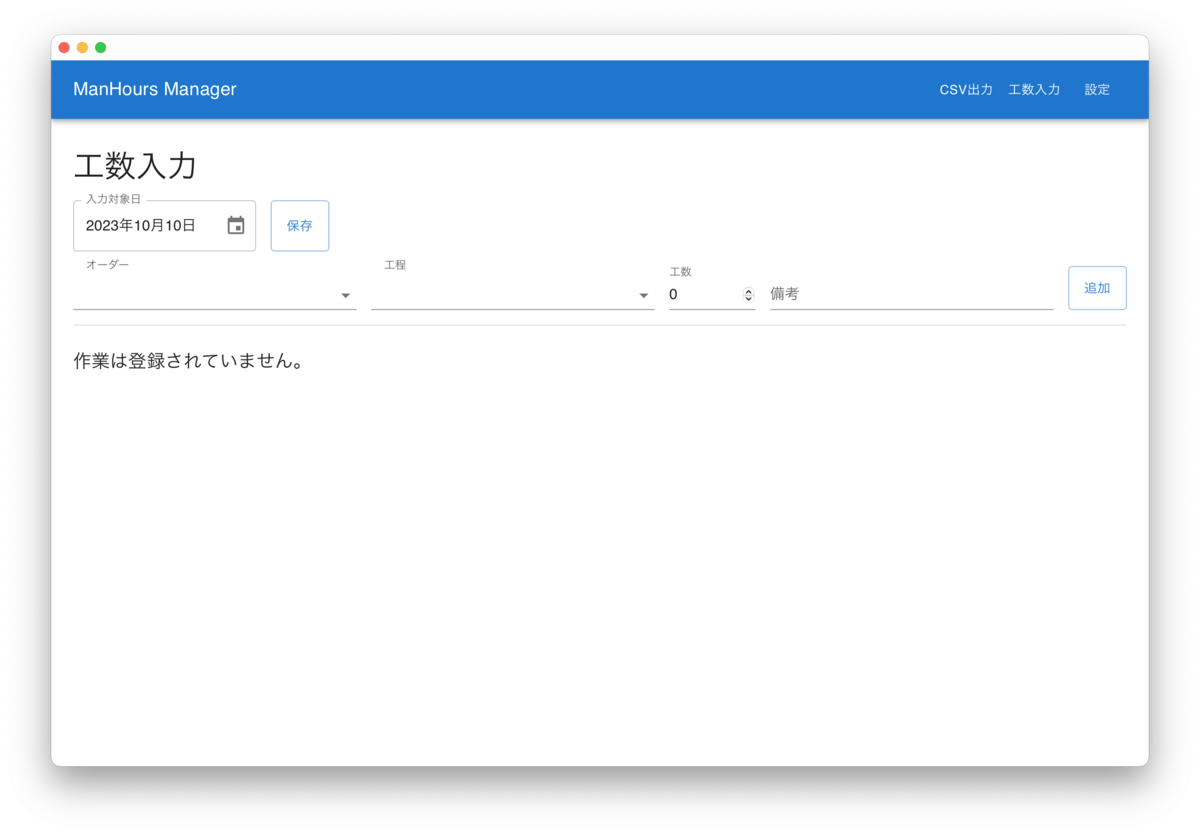 ManHours Manager
CSV出力 工数入力 設定
工数入力
入力対象日
2023年10月10日
保存
オーダー
工程
工数
0
備考
追加
作業は登録されていません。